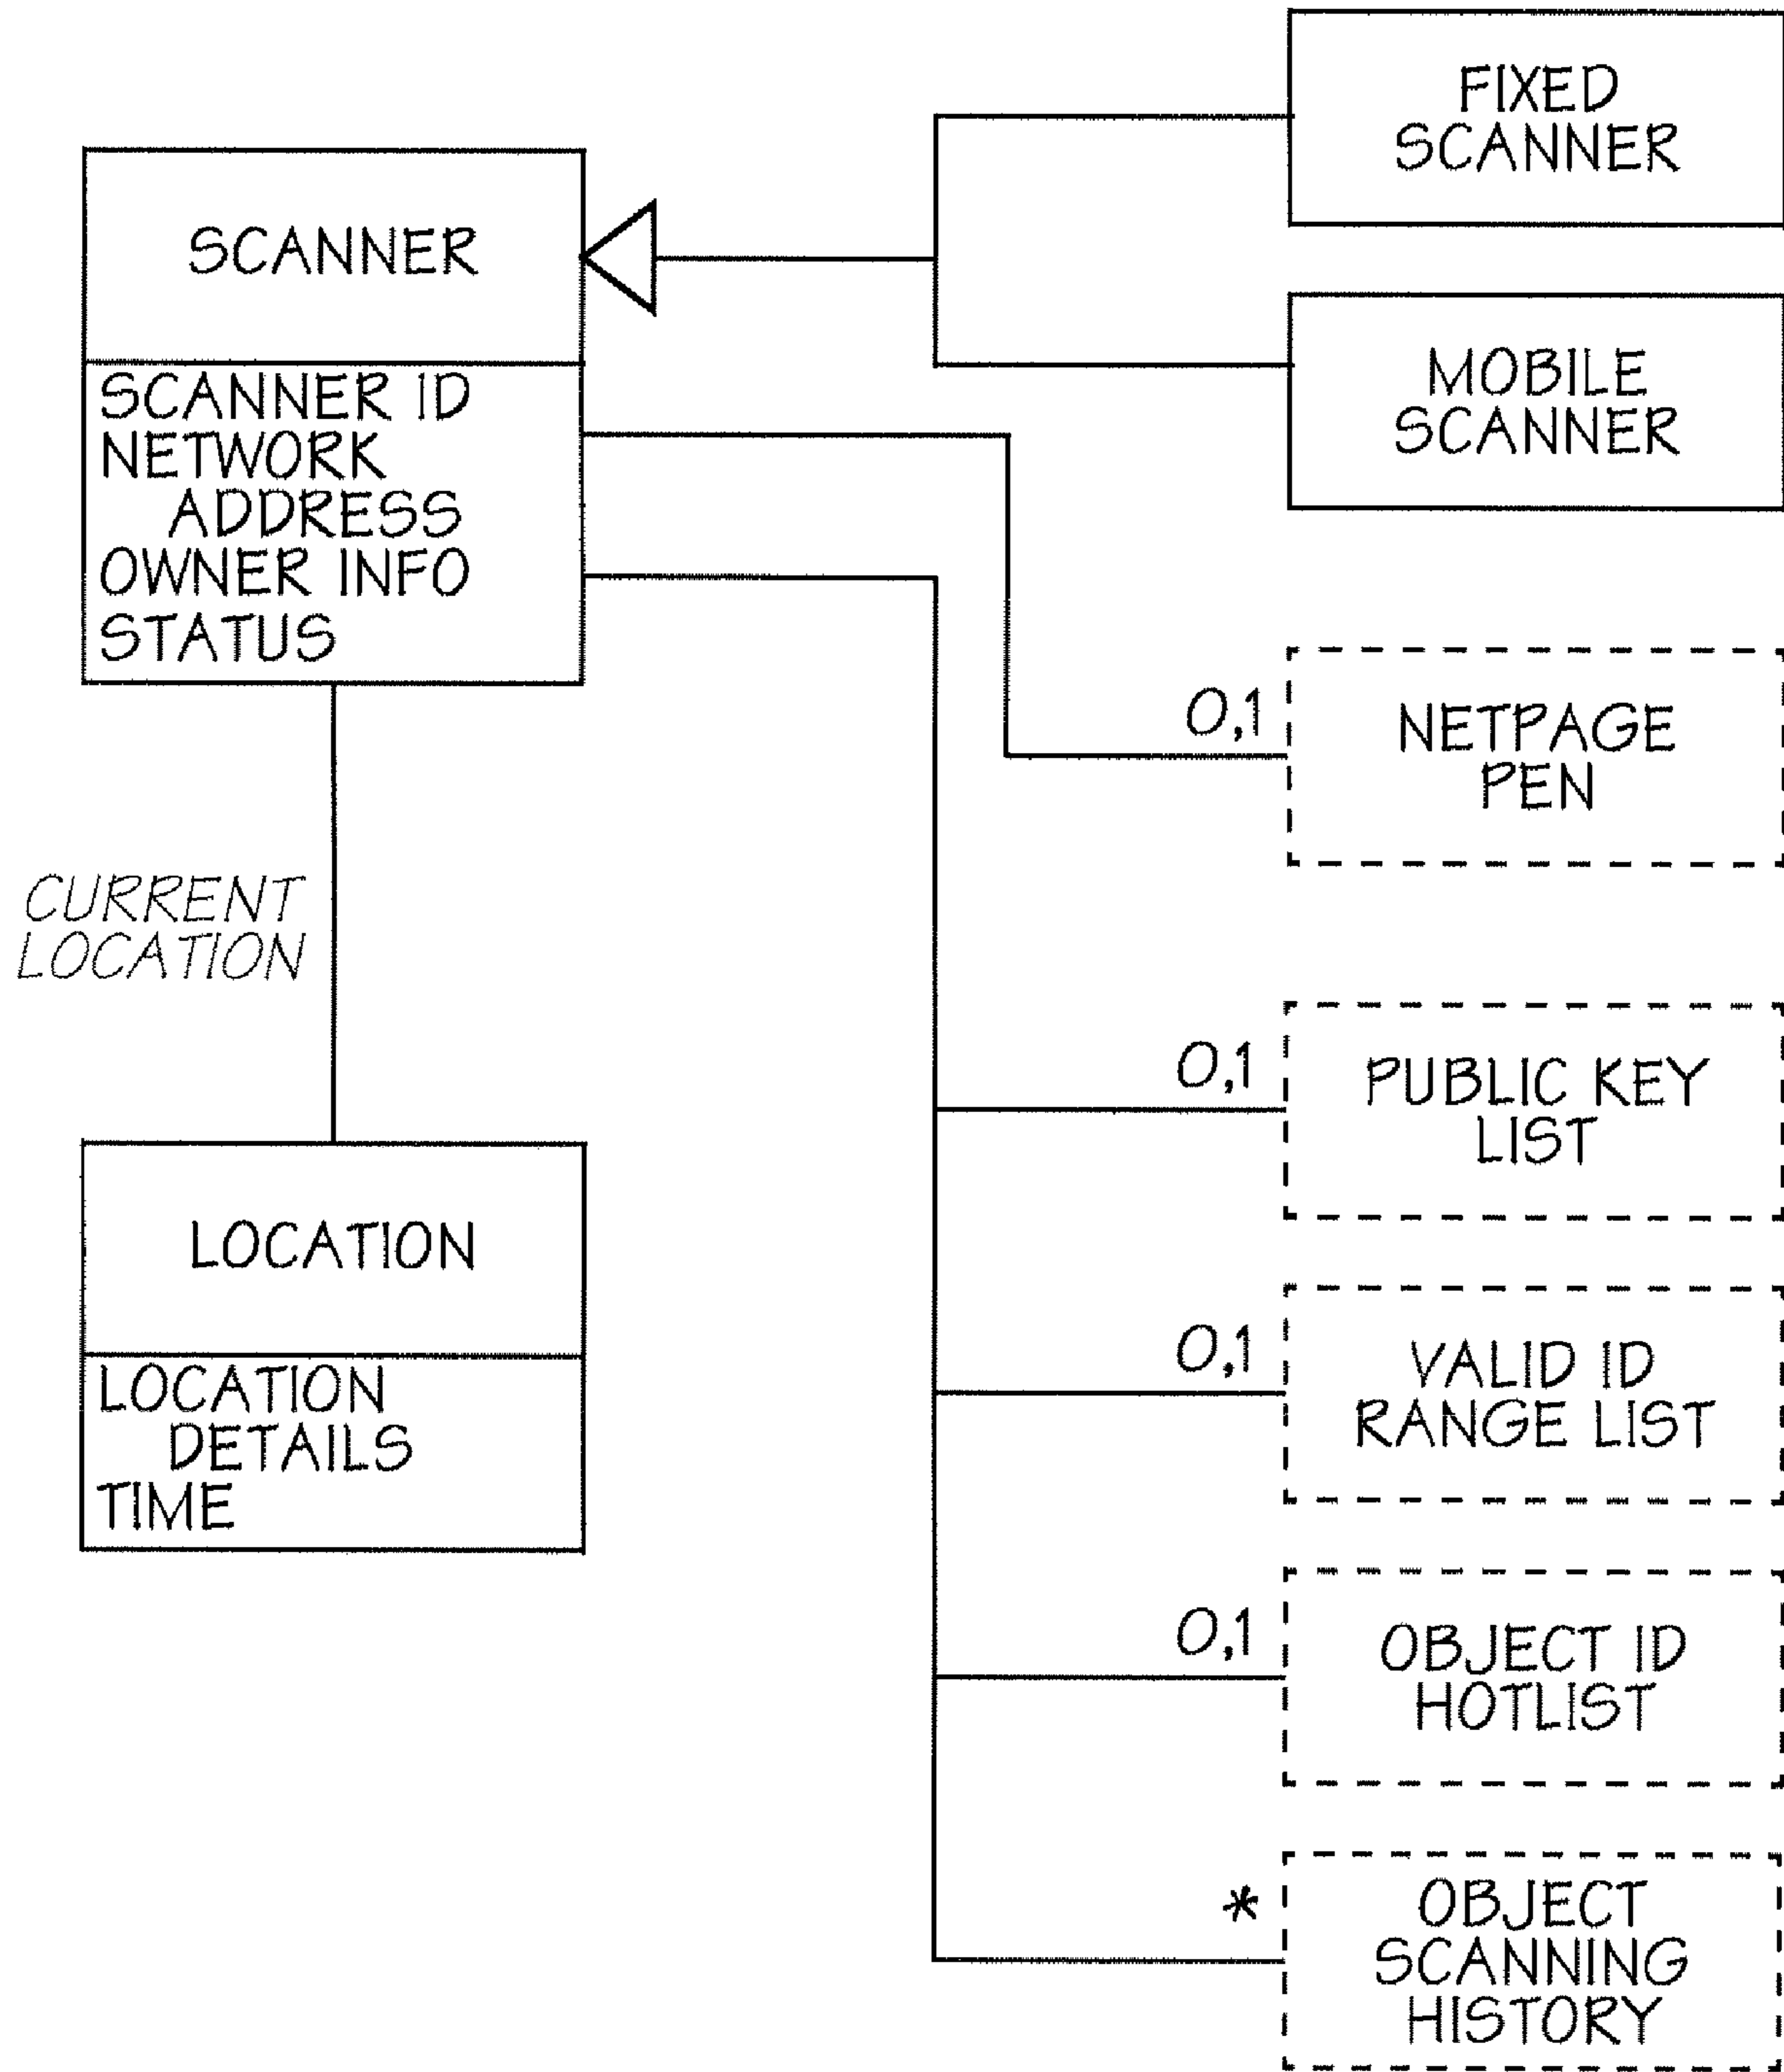 FIXED
SCANNER
SCANNER
MOBILE
SCANNER
SCANNER ID
NETWORK
ADDRESS
OWNER INFO
STATUS
0,1
NETPAGE
PEN
CURRENT
LOCATION
0,1
PUBLIC KEY
LIST
LOCATION
LOCATION
DETAILS
TIME
0,1
VALID ID
RANGE LIST
0,1
OBJECT ID
HOTLIST
*
OBJECT
SCANNING
HISTORY